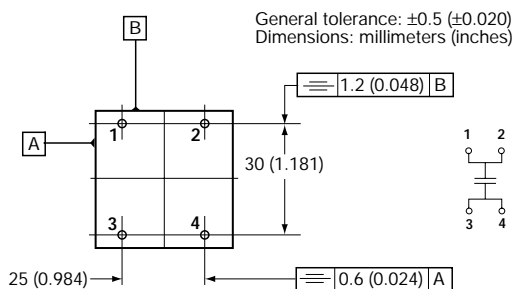 General tolerance: ±0.5 (±0.020)
Dimensions: millimeters (inches)
B
1.2 (0.048) B
A
1 2
30 (1.181)
1 2
3 4
3 4
25 (0.984)
0.6 (0.024) A